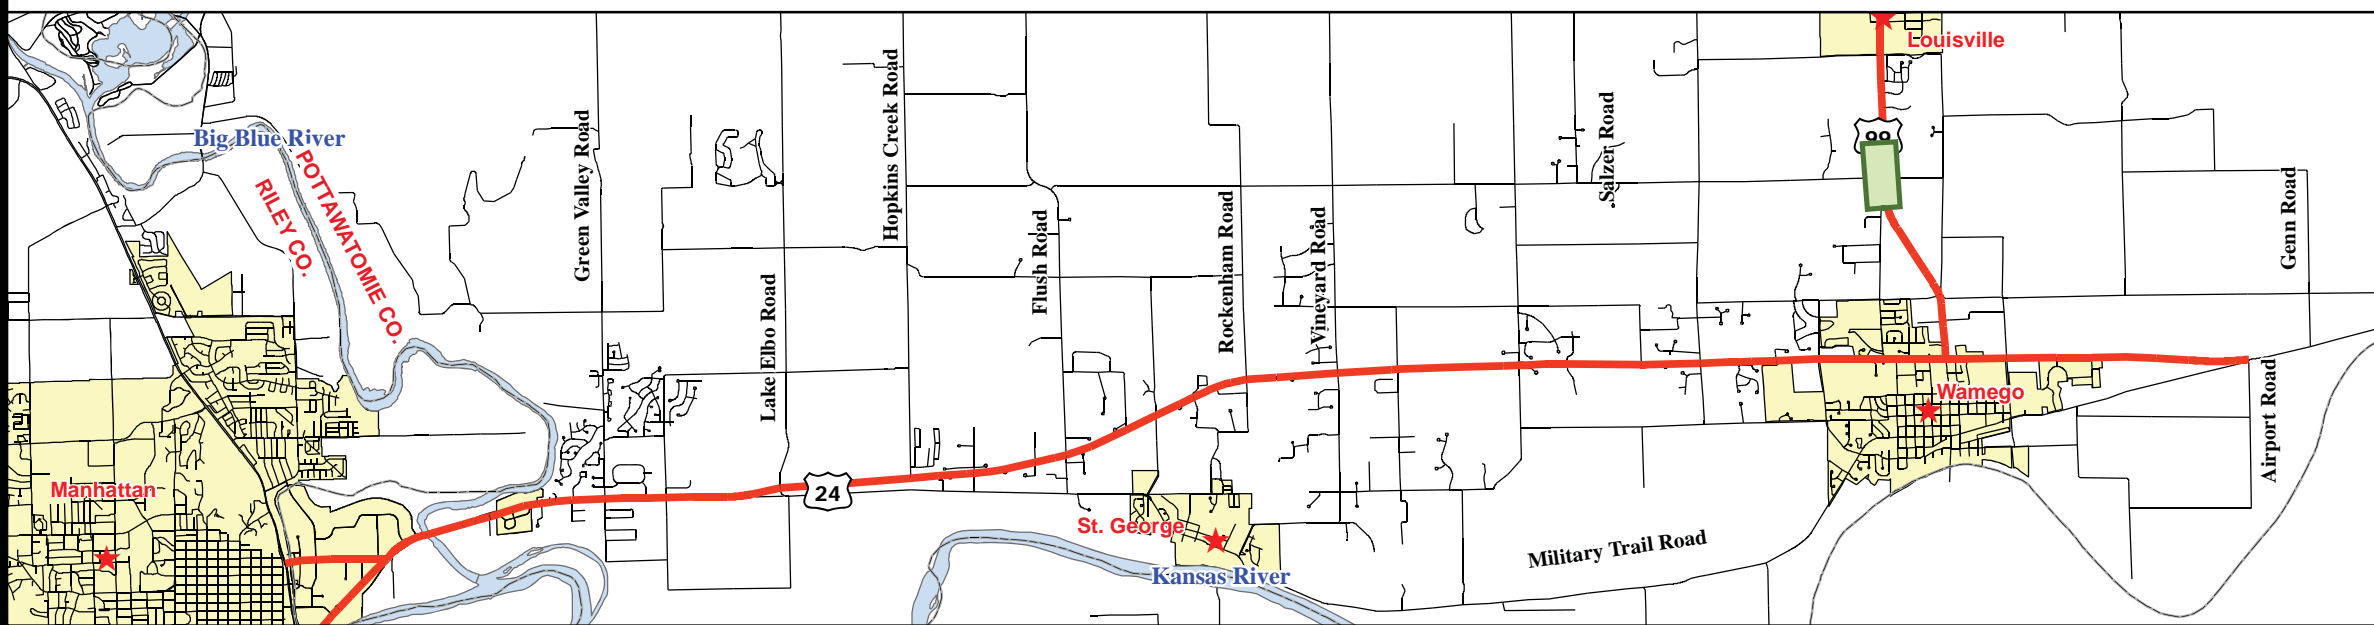 Louisville
Big Blue River
POTTAWATOMIE CO.
RILEY CO.
Green Valley Road
Hopkins Creek Road
Salzer Road
99
Flush Road
Rockenham Road
Vineyard Road
Genn Road
Lake Elbo Road
Wamego
Airport Road
Manhattan
24
St. George
Military Trail Road
Kansas River